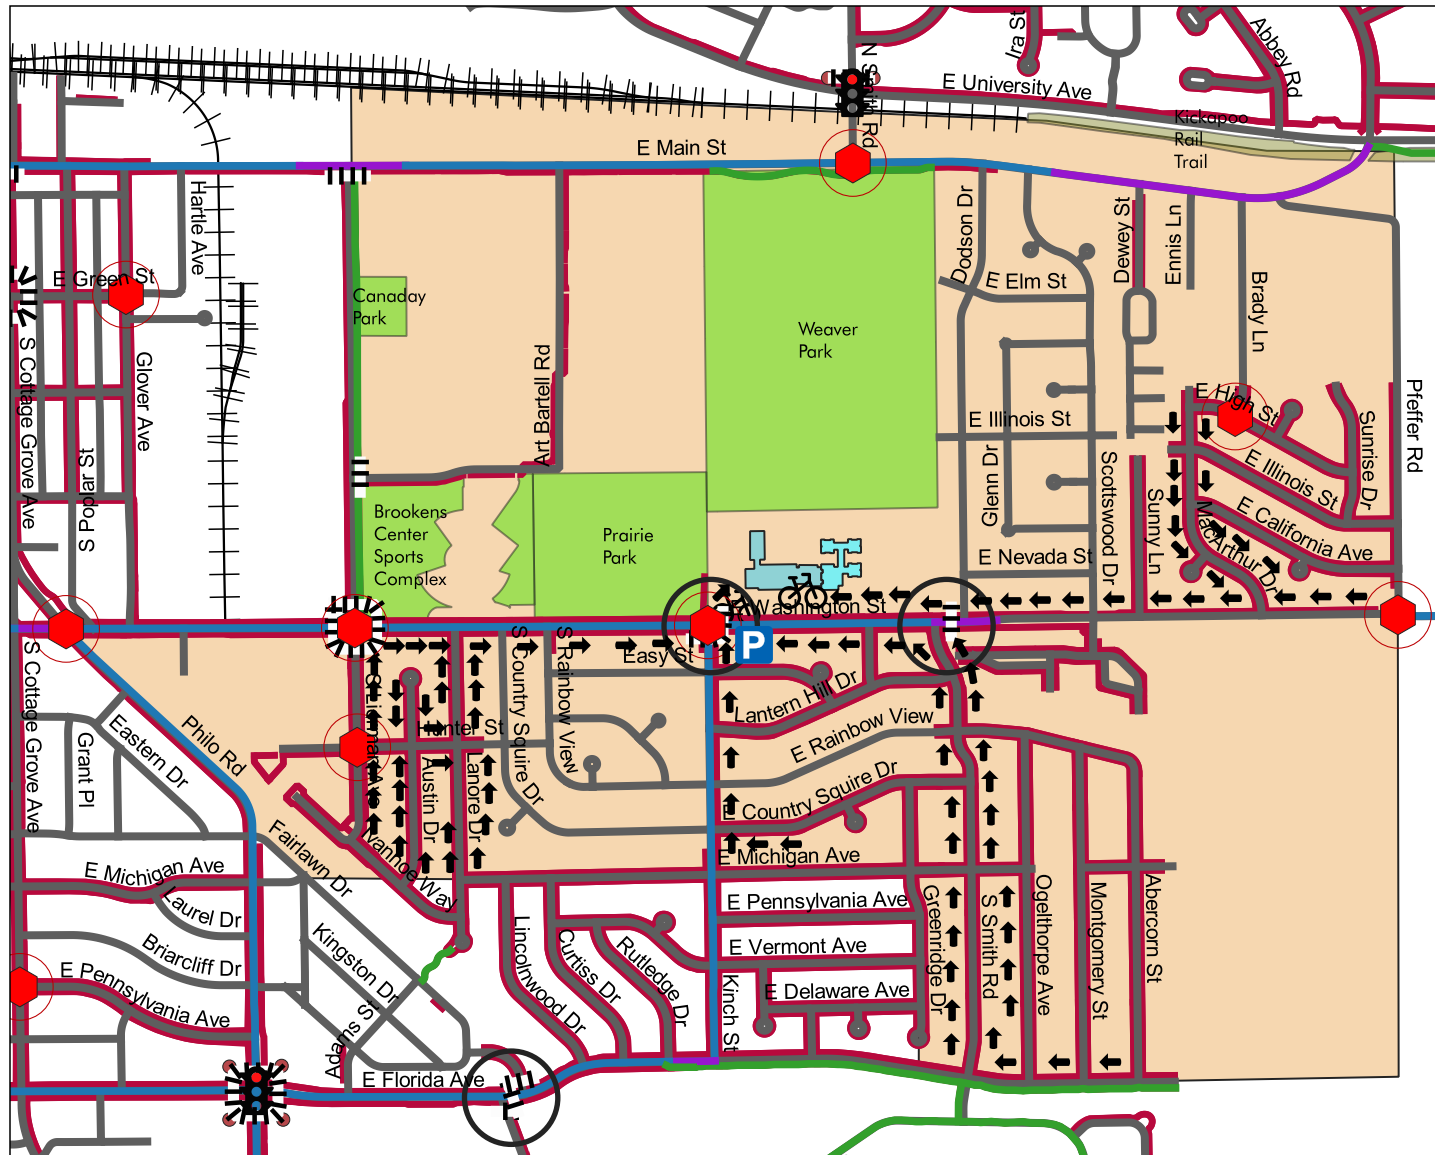 Ira St
Abbey Rd
N Smith Rd
E University Ave
Kickapoo
Rail
Trail
E Main St
Hartle Ave
Dodson Dr
Dewey St
Ennis Ln
E Green St
Canaday
Park
E Elm St
Brady Ln
Weaver
Park
S Cottage Grove Ave
Glover Ave
Art Bartell Rd
E High St
Pfeffer Rd
Sunrise Dr
E Illinois St
E Illinois St
S Poplar St
Glenn Dr
Scottswood Dr
Sunny Ln
MacArthur Dr
E California Ave
Brookens
Center
Sports
Complex
Prairie
Park
E Nevada St
E Washington St
P
Easy St
S Cottage Grove Ave
S Lierman Ave
S Country Squire Dr
S Rainbow View
Lantern Hill Dr
Philo Rd
Eastern Dr
Grant Pl
Hunter St
E Rainbow View
Austin Dr
Lanore Dr
E Country Squire Dr
Fairlawn Dr
Ivanhoe Way
E Michigan Ave
E Michigan Ave
Laurel Dr
E Pennsylvania Ave
Greenridge Dr
S Smith Rd
Ogelthorpe Ave
Montgomery St
Abercorn St
Briarcliff Dr
Kingston Dr
Lincolnwood Dr
Curtiss Dr
Rutledge Dr
E Vermont Ave
E Pennsylvania Ave
E Delaware Ave
Kinch St
Adams St
E Florida Ave